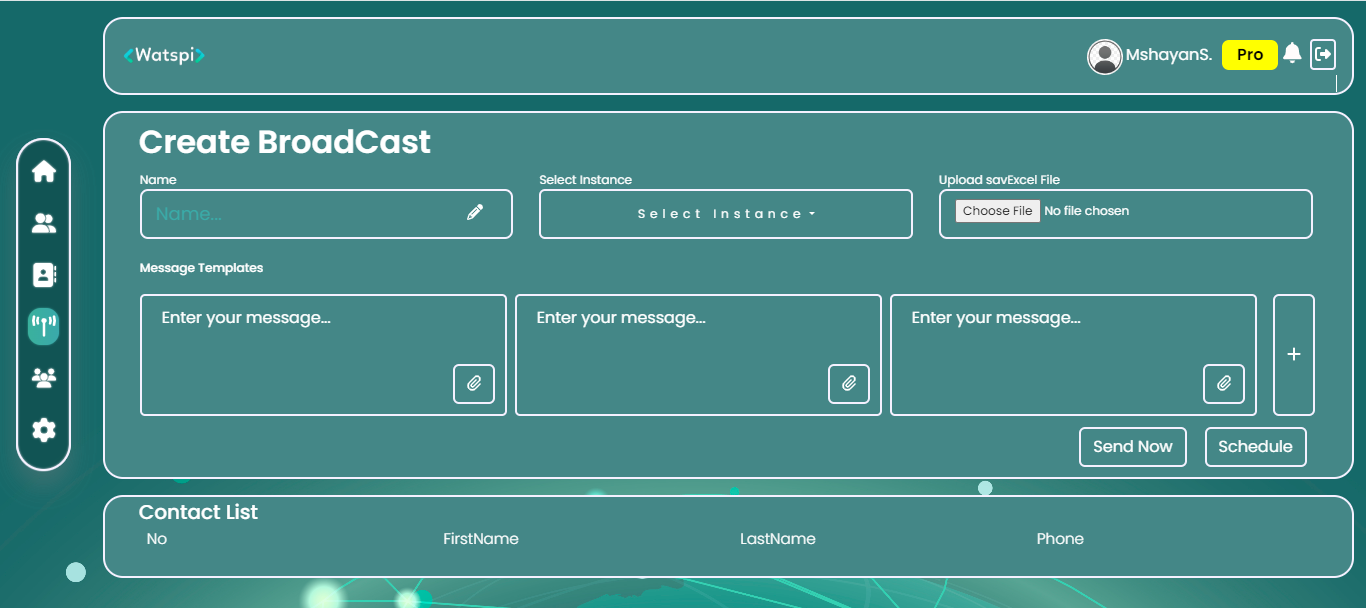 <Watspi>
MshayanS. Pro
Create BroadCast
Name Select Instance Upload savExcel File
Name... Select Instance Choose File No file chosen
Message Templates
Enter your message... Enter your message... Enter your message...
+
Send Now Schedule
Contact List
No FirstName LastName Phone